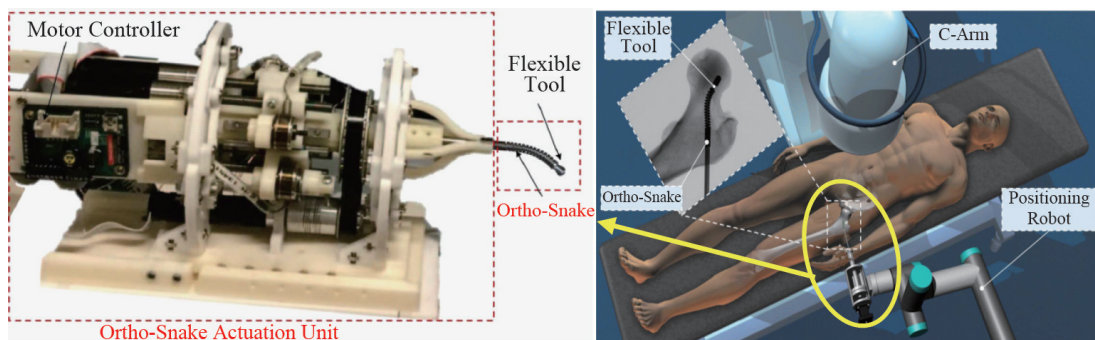 Motor Controller
Flexible
Tool
Ortho-Snake
Ortho-Snake Actuation Unit
Flexible
Tool
C-Arm
Ortho-Snake
Positioning
Robot